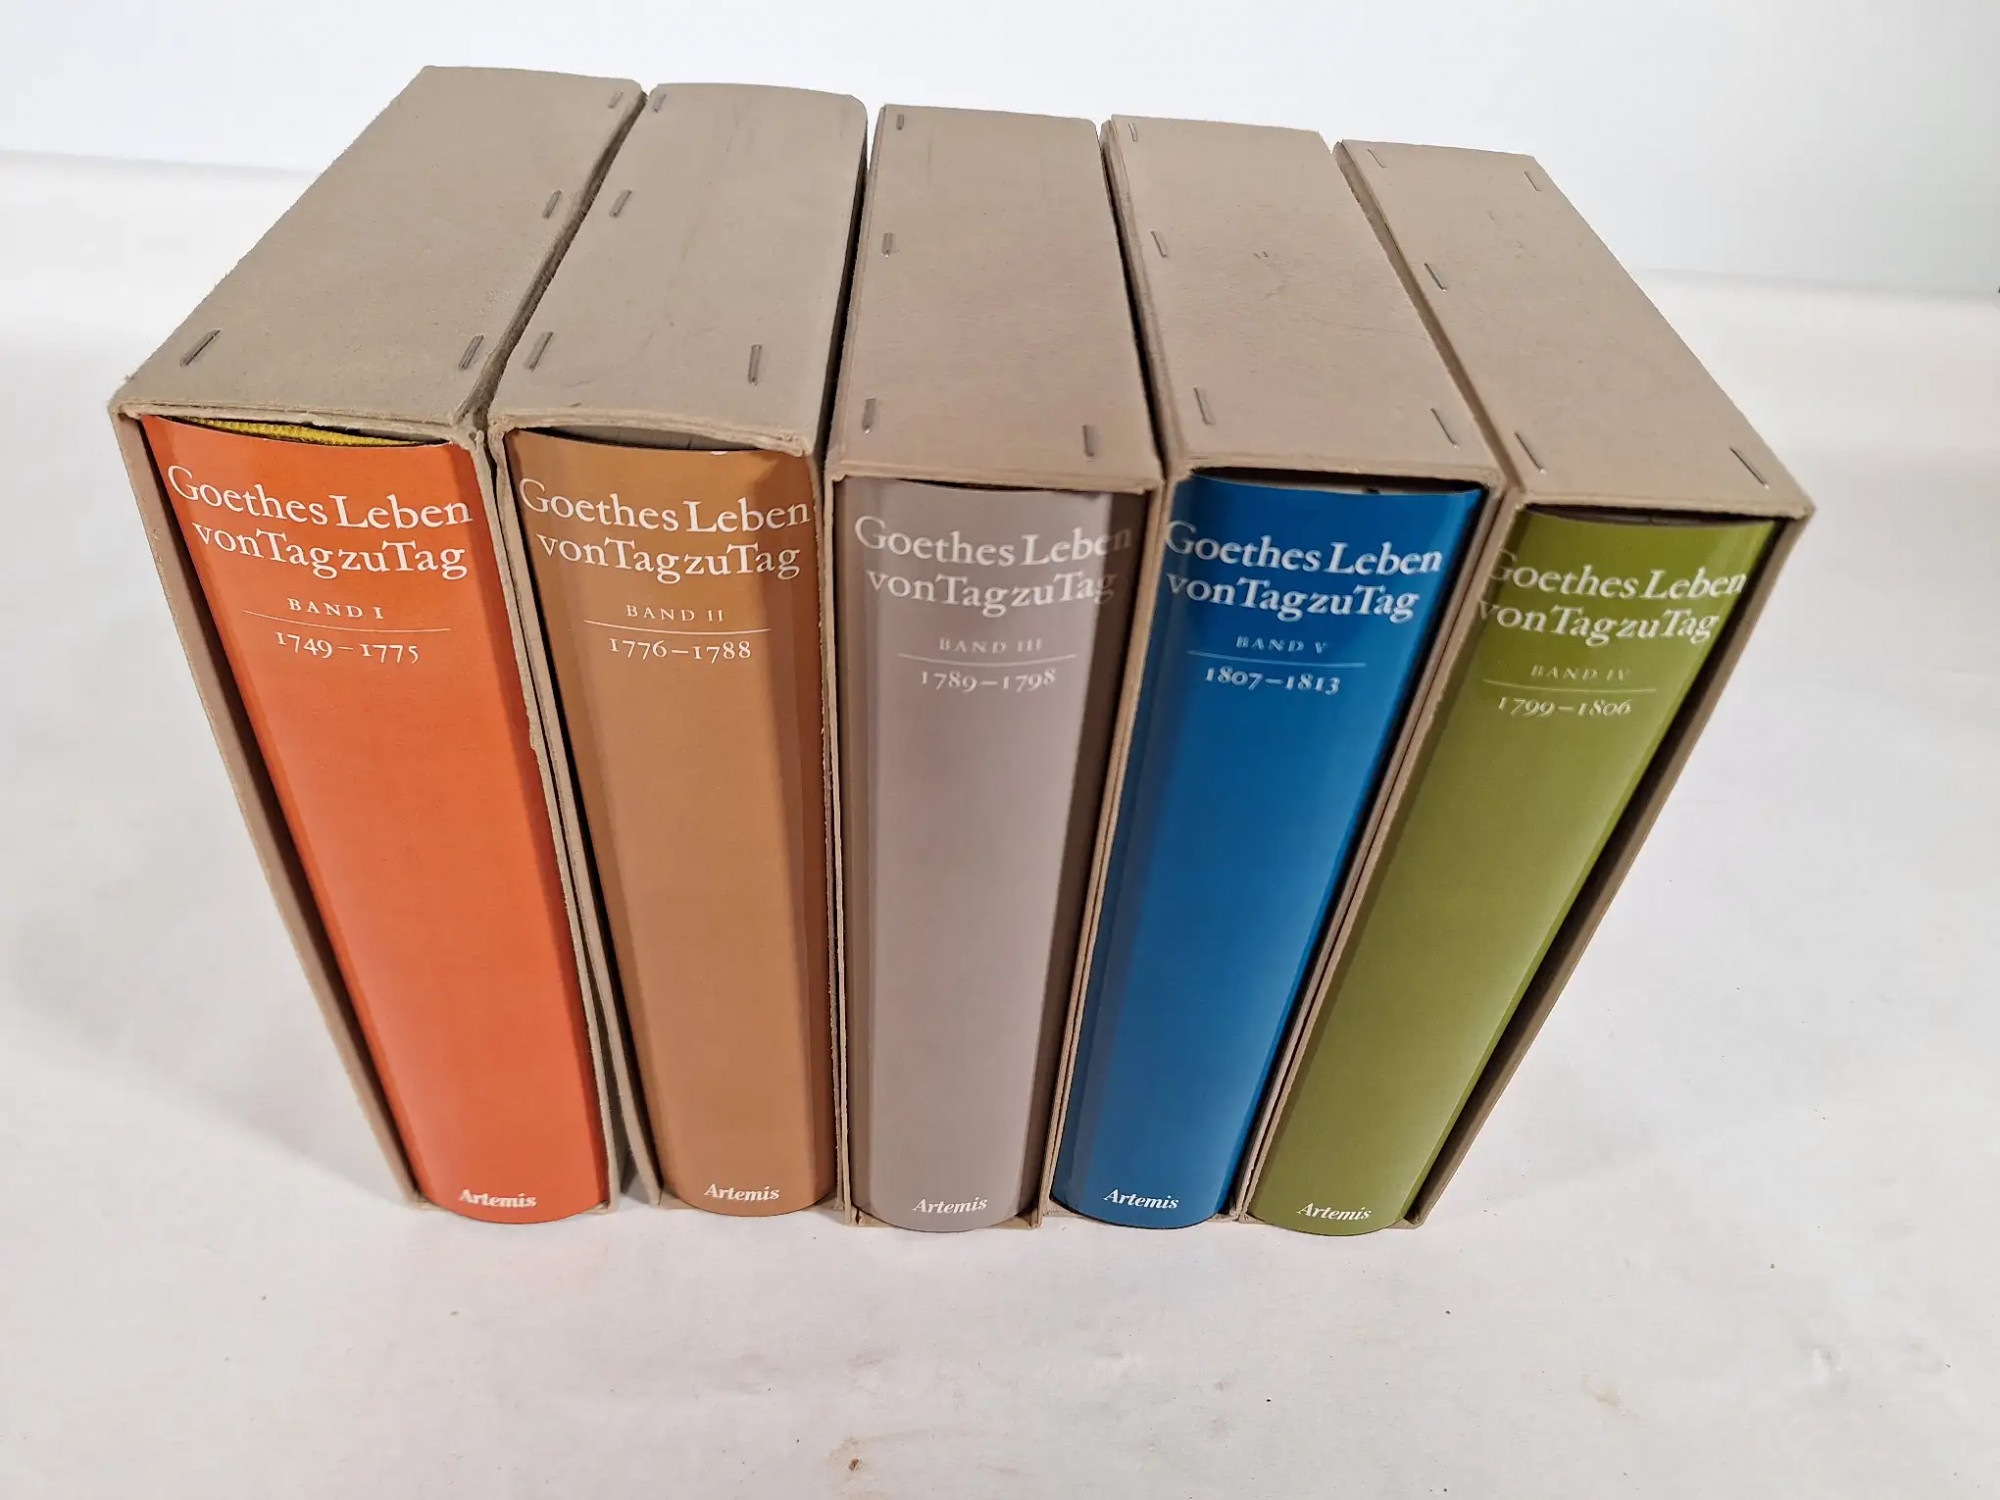 Goethes Leben
von Tag zu Tag
BAND I
1749–1775
Artemis
Goethes Leben
von Tag zu Tag
BAND II
1776–1788
Artemis
Goethes Leben
von Tag zu Tag
BAND III
1789–1798
Artemis
Goethes Leben
von Tag zu Tag
BAND V
1807–1813
Artemis
Goethes Leben
von Tag zu Tag
BAND IV
1799–1806
Artemis